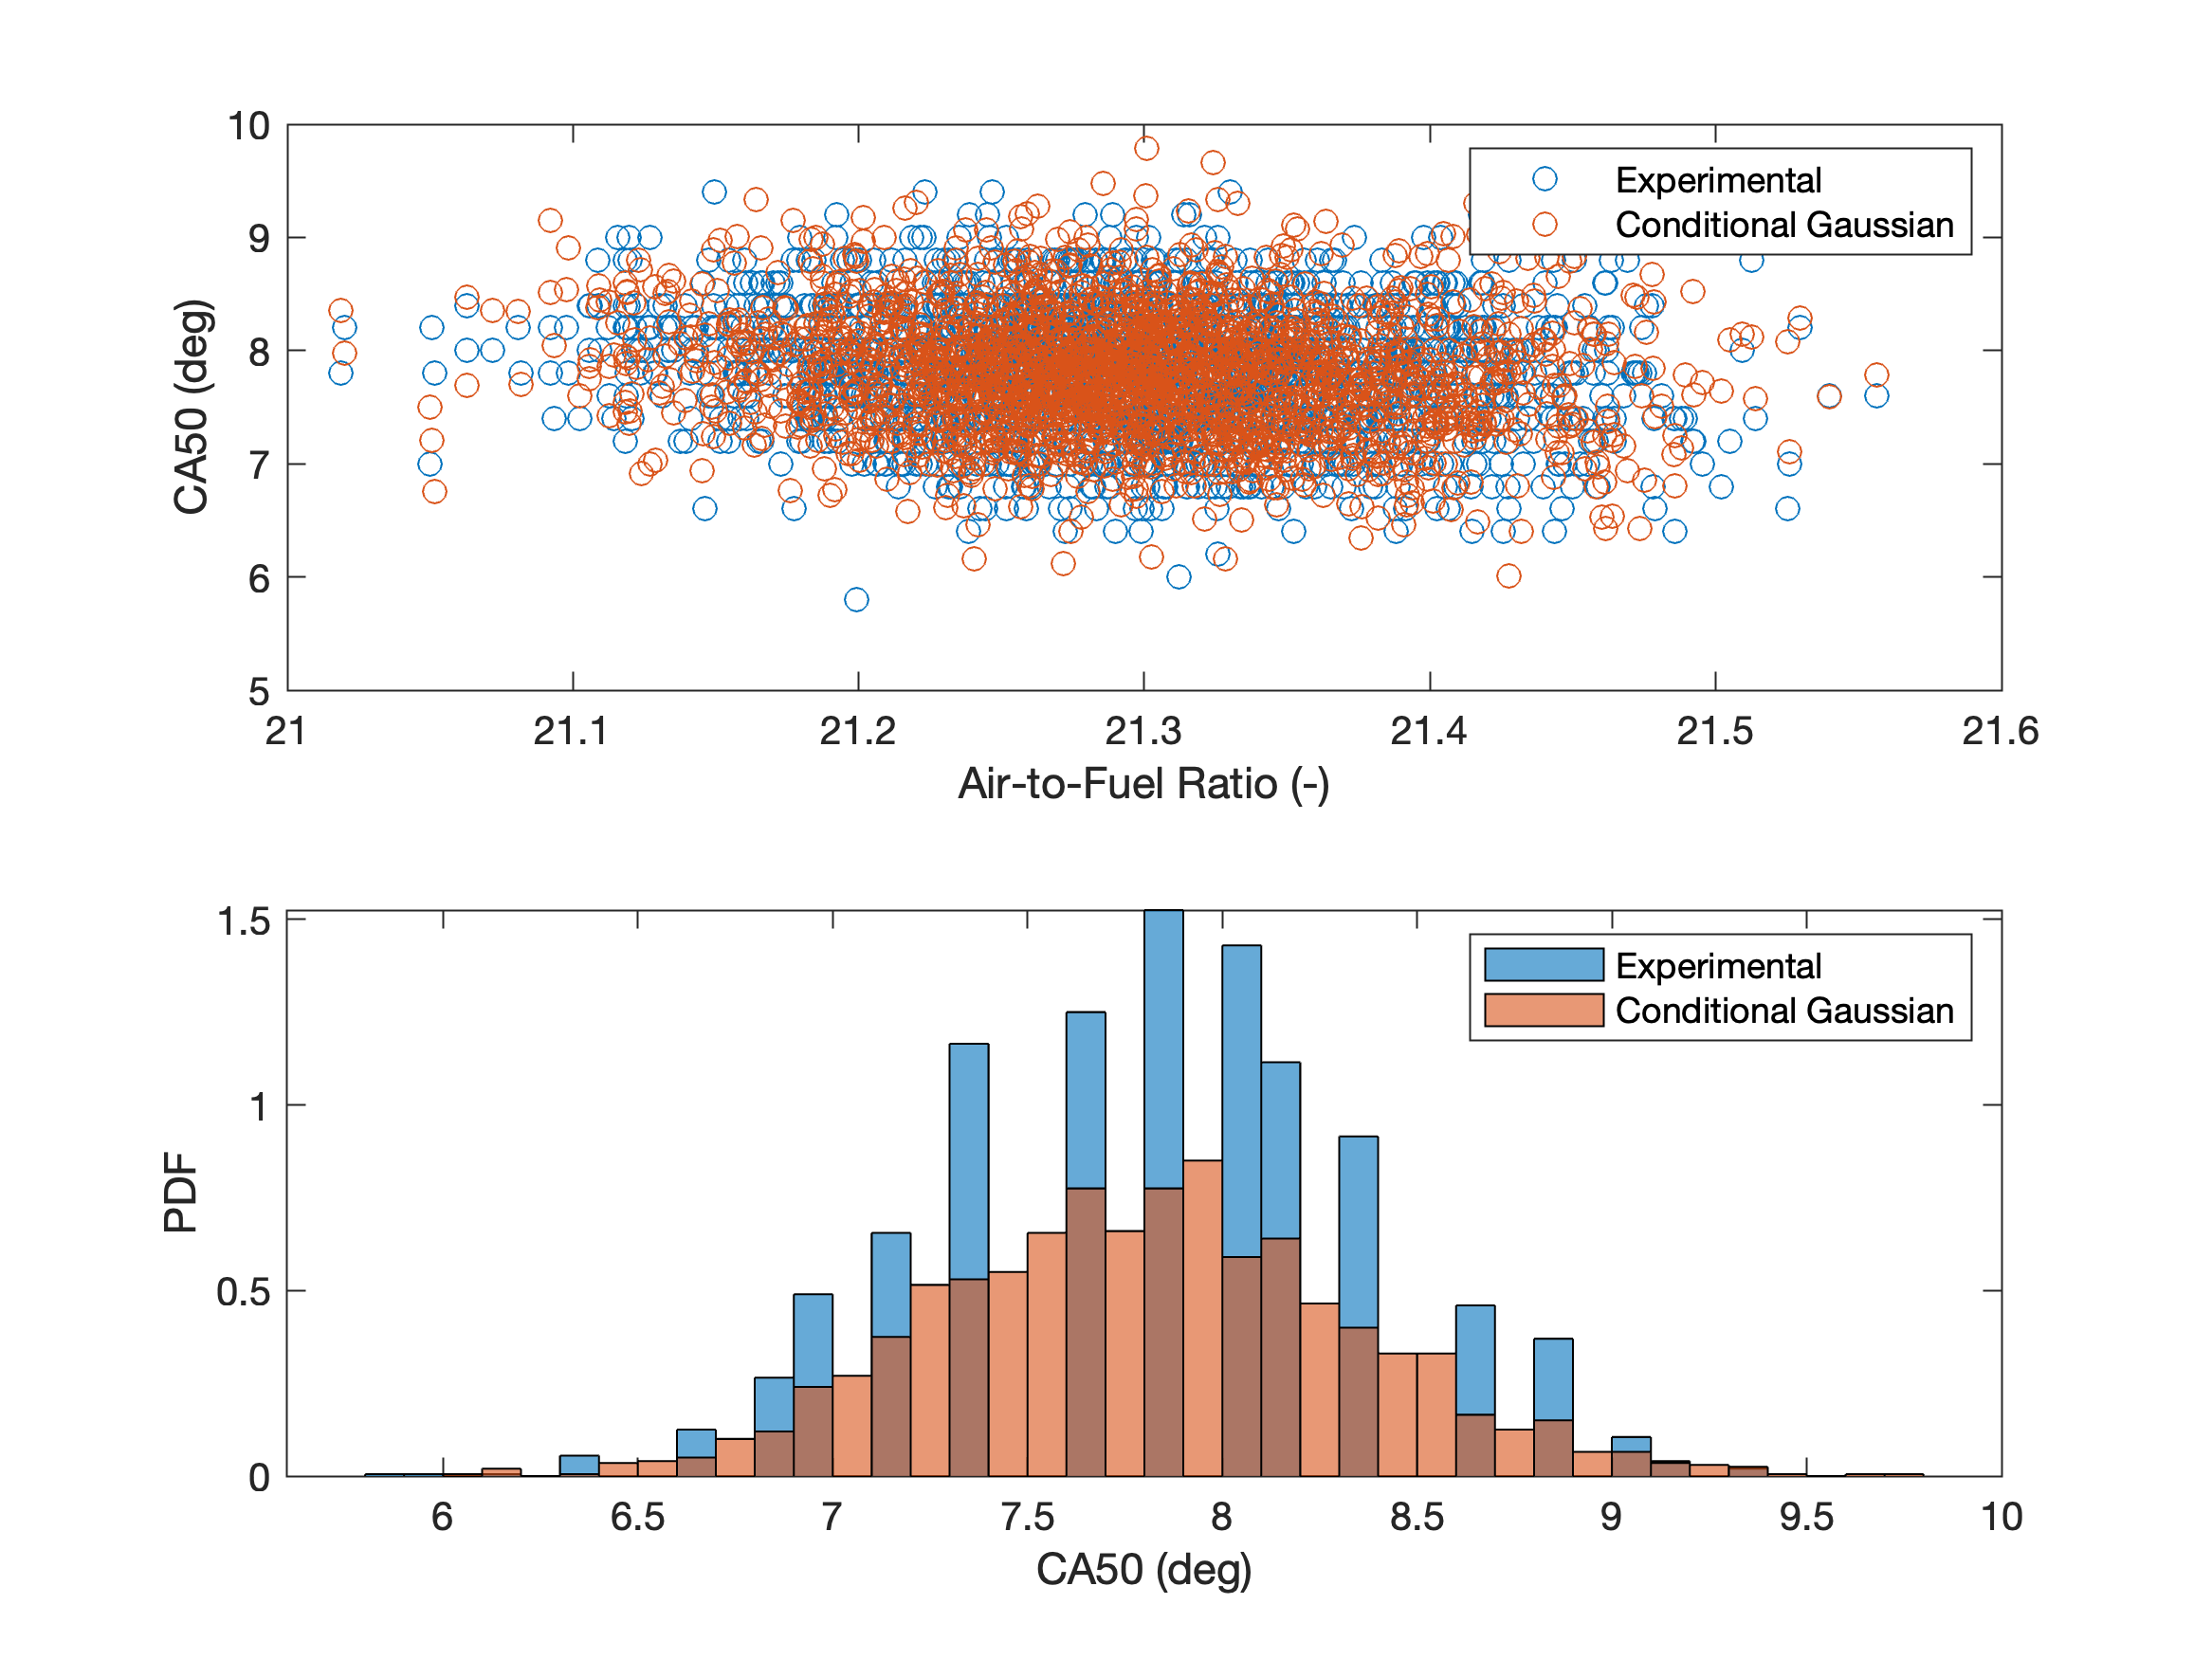 10
9
8
7
6
5
CA50 (deg)
Experimental
Conditional Gaussian
21 21.1 21.2 21.3 21.4 21.5 21.6
Air-to-Fuel Ratio (-)
1.5
1
0.5
0
PDF
Experimental
Conditional Gaussian
6 6.5 7 7.5 8 8.5 9 9.5 10
CA50 (deg)